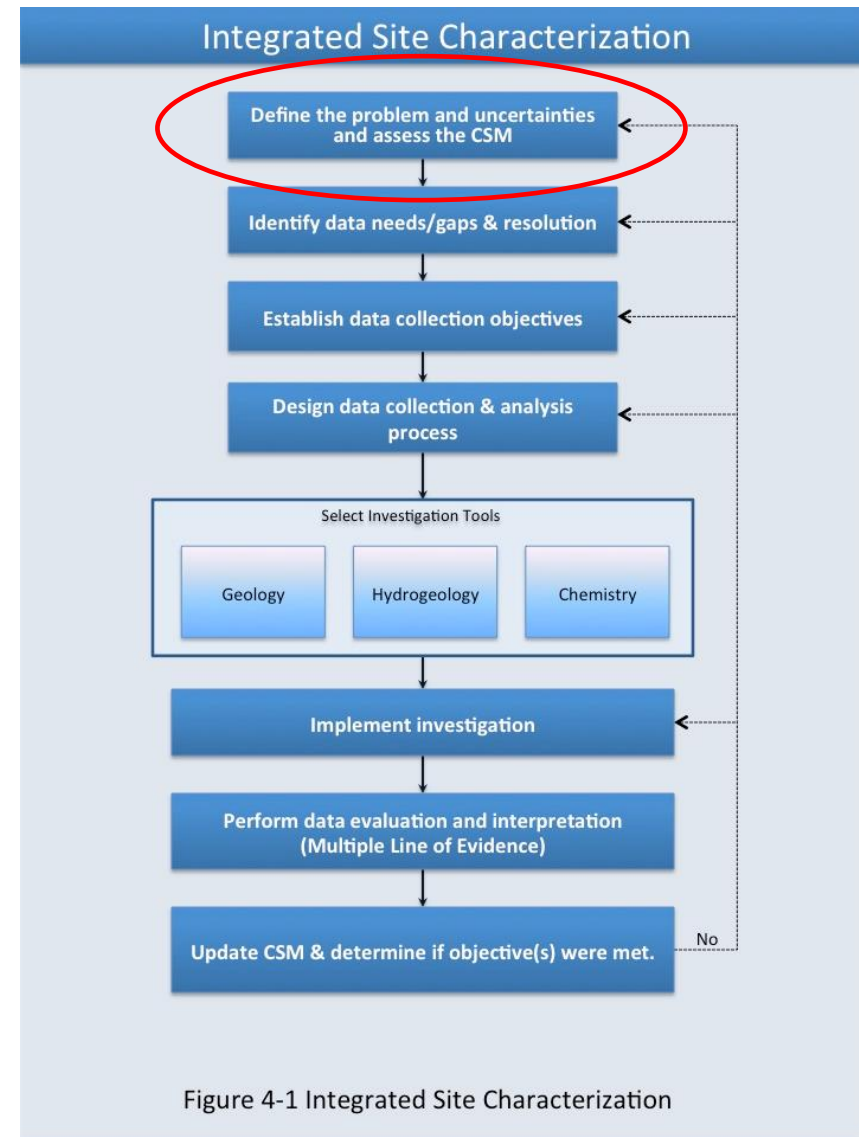 Integrated Site Characterization
Define the problem and uncertainties
and assess the CSM
Identify data needs/gaps & resolution
Establish data collection objectives
Design data collection & analysis
process
Select Investigation Tools
Geology
Hydrogeology
Chemistry
Implement investigation
Perform data evaluation and interpretation
(Multiple Line of Evidence)
Update CSM & determine if objective(s) were met.
No
Figure 4-1 Integrated Site Characterization